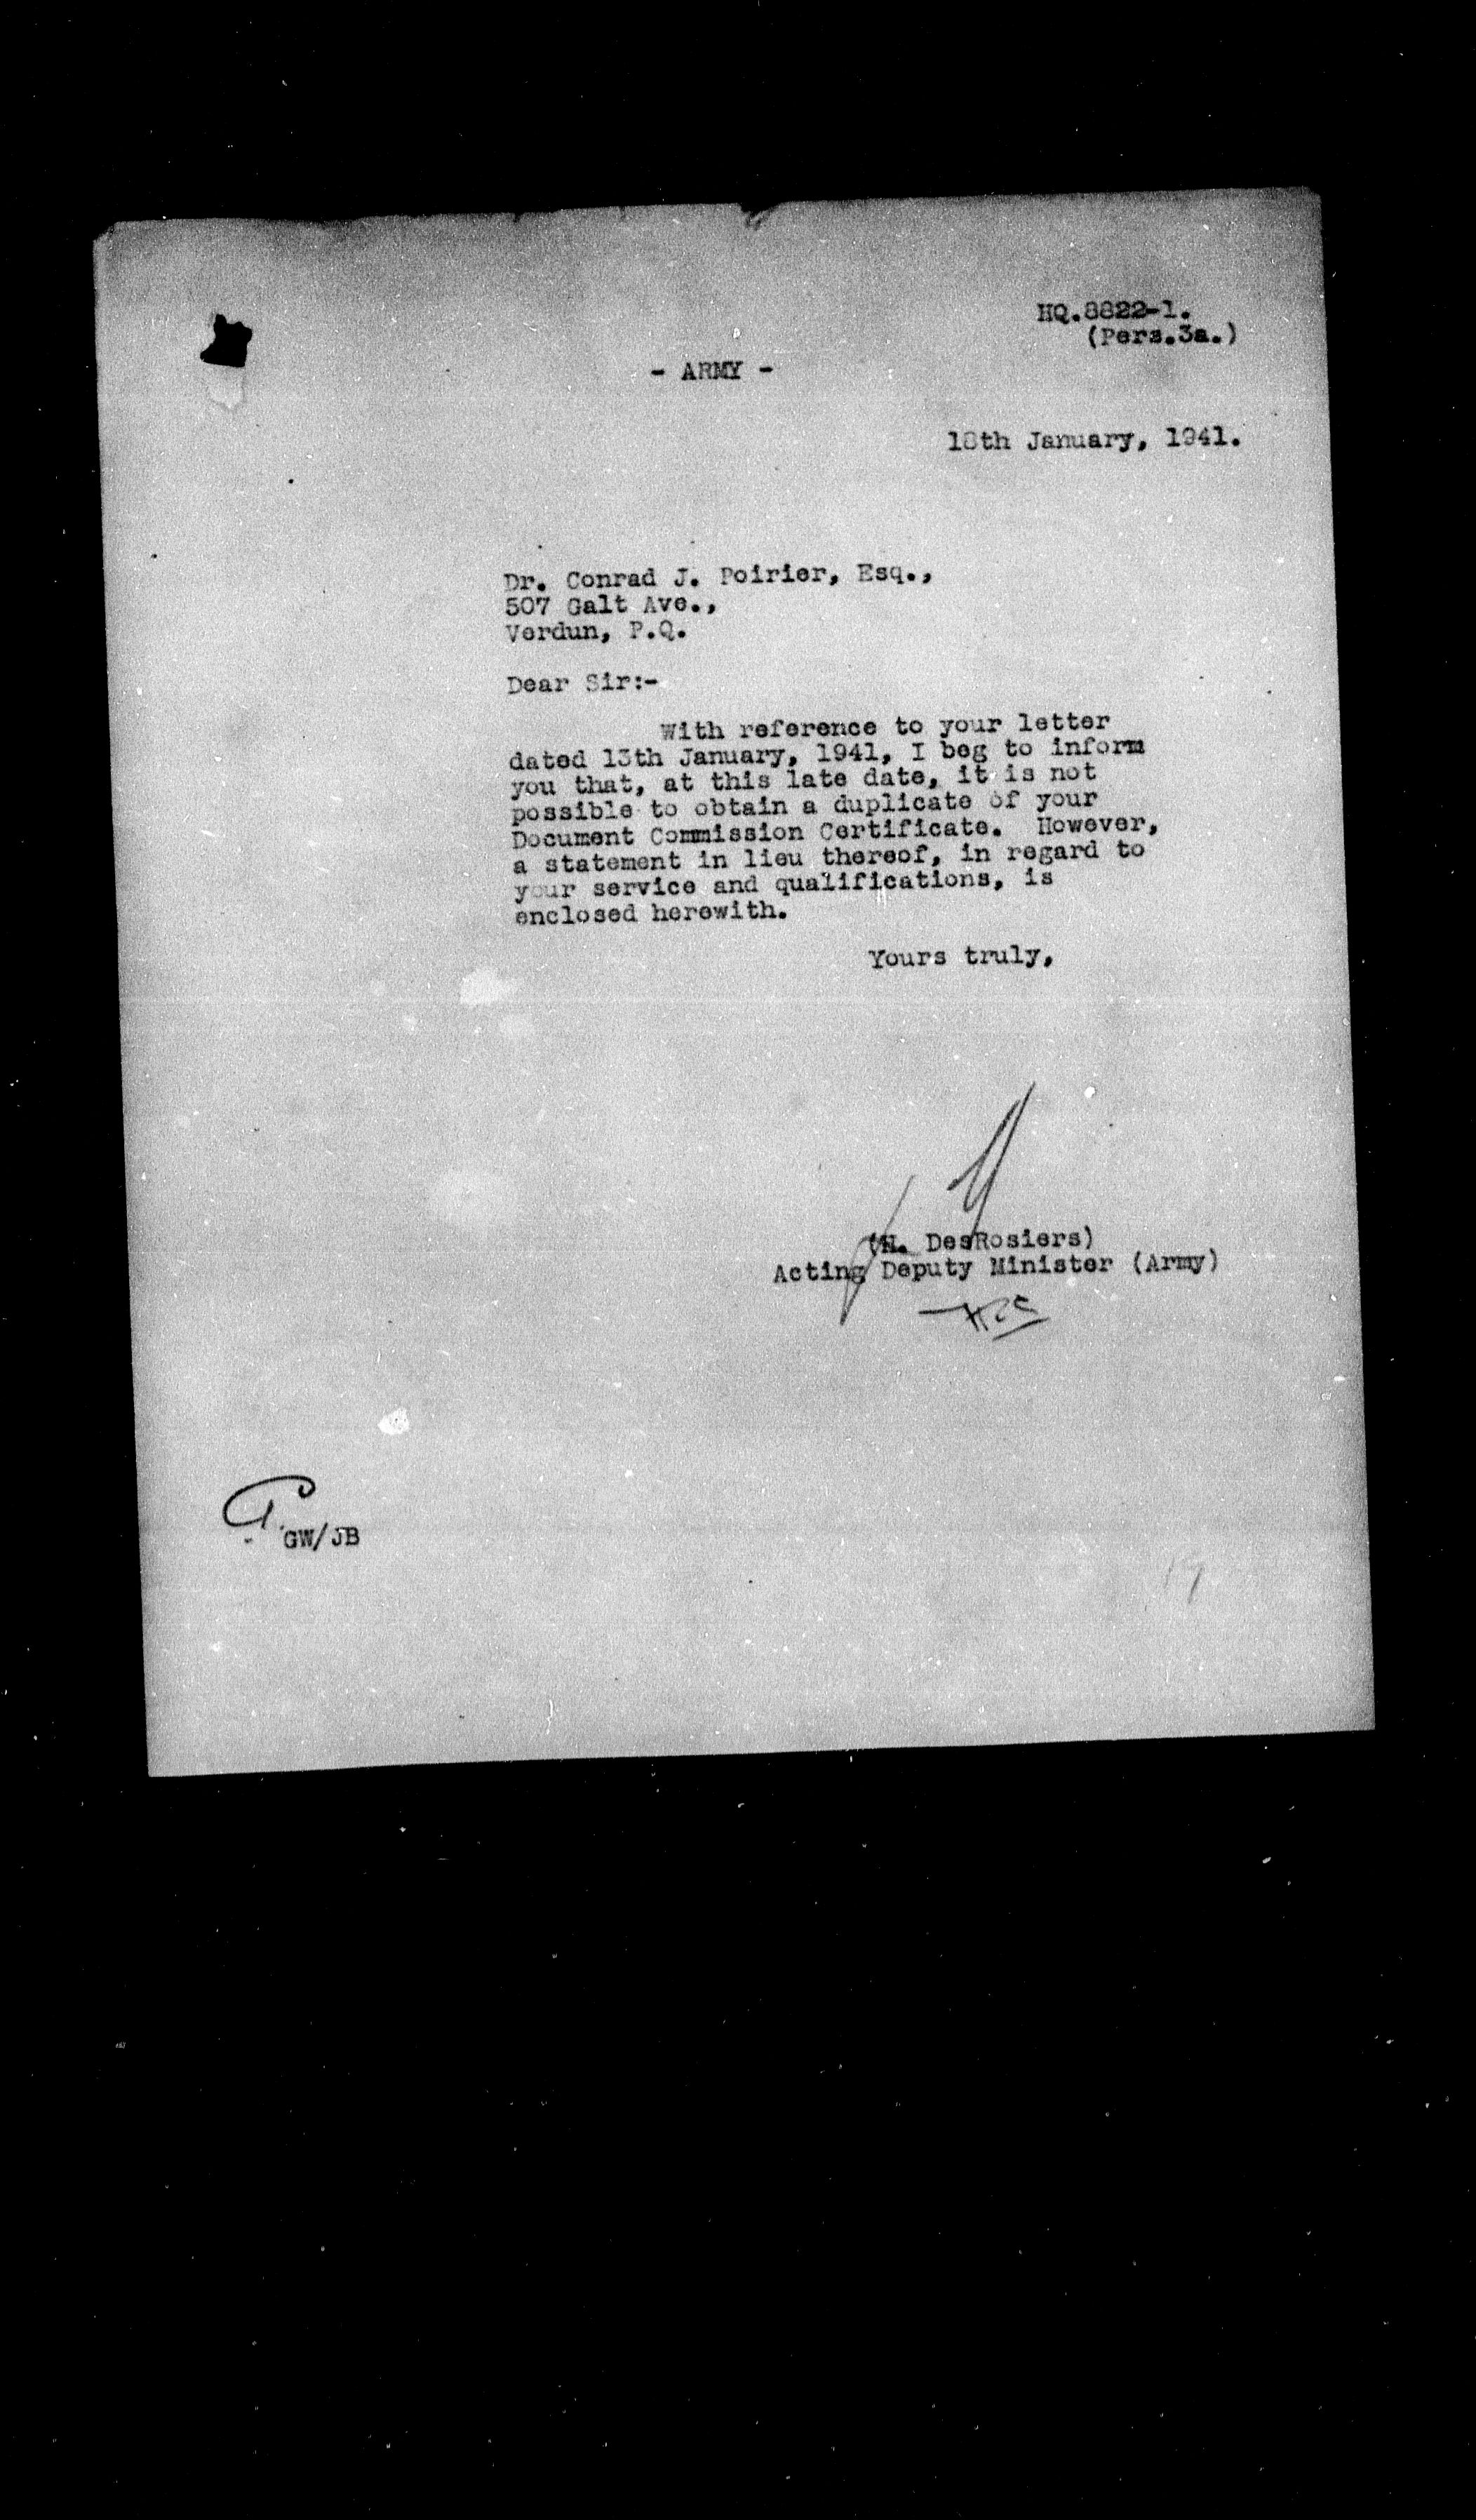 HQ.8822-1.
(Pers.3a.)
- ARMY -
18th January, 1941.
Dr. Conrad J. Poirier, Esq.,
507 Galt Ave.,
Verdun, P.Q.
Dear Sir:-
With reference to your letter
dated 13th January, 1941, I beg to inform
you that, at this late date, it is not
possible to obtain a duplicate of your
Document Commission Certificate. However,
a statement in lieu thereof, in regard to
your service and qualifications, is
enclosed herewith.
Yours truly,
(H. DesRosiers)
Acting Deputy Minister (Army)
GW/JB
19